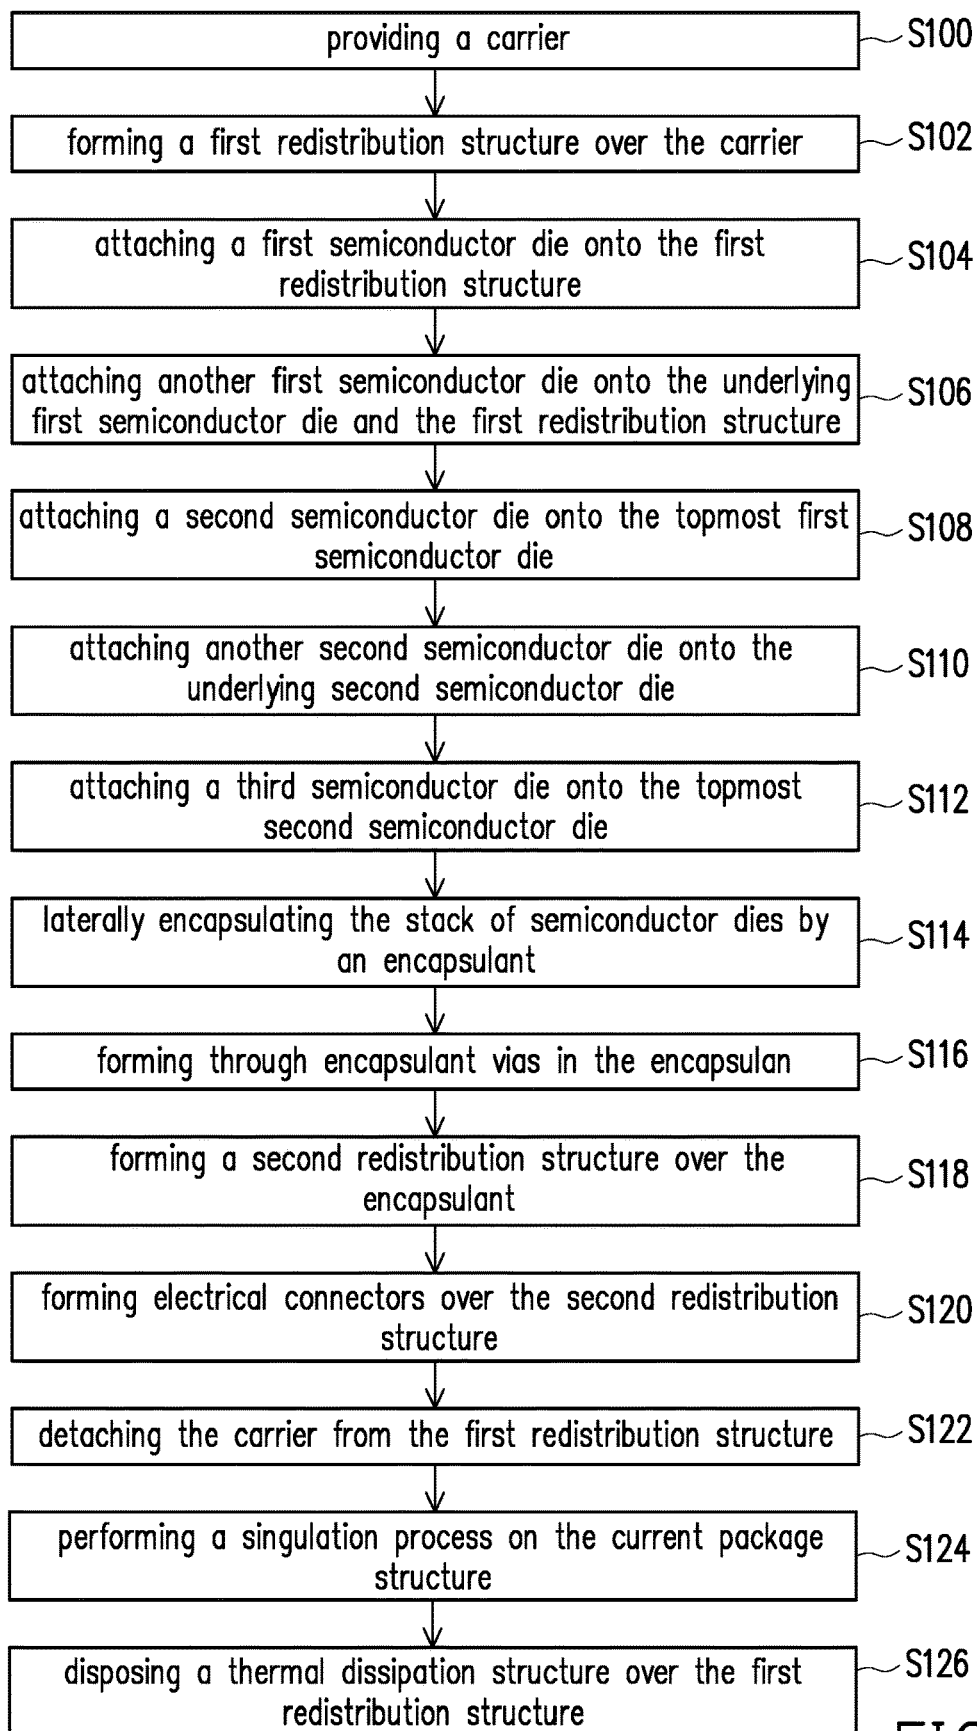 providing a carrier
S100
forming a first redistribution structure over the carrier
S102
attaching a first semiconductor die onto the first
redistribution structure
S104
attaching another first semiconductor die onto the underlying
first semiconductor die and the first redistribution structure
S106
attaching a second semiconductor die onto the topmost first
semiconductor die
S108
attaching another second semiconductor die onto the
underlying second semiconductor die
S110
attaching a third semiconductor die onto the topmost
second semiconductor die
S112
laterally encapsulating the stack of semiconductor dies by
an encapsulant
S114
forming through encapsulant vias in the encapsulan
S116
forming a second redistribution structure over the
encapsulant
S118
forming electrical connectors over the second redistribution
structure
S120
detaching the carrier from the first redistribution structure
S122
performing a singulation process on the current package
structure
S124
disposing a thermal dissipation structure over the first
redistribution structure
S126